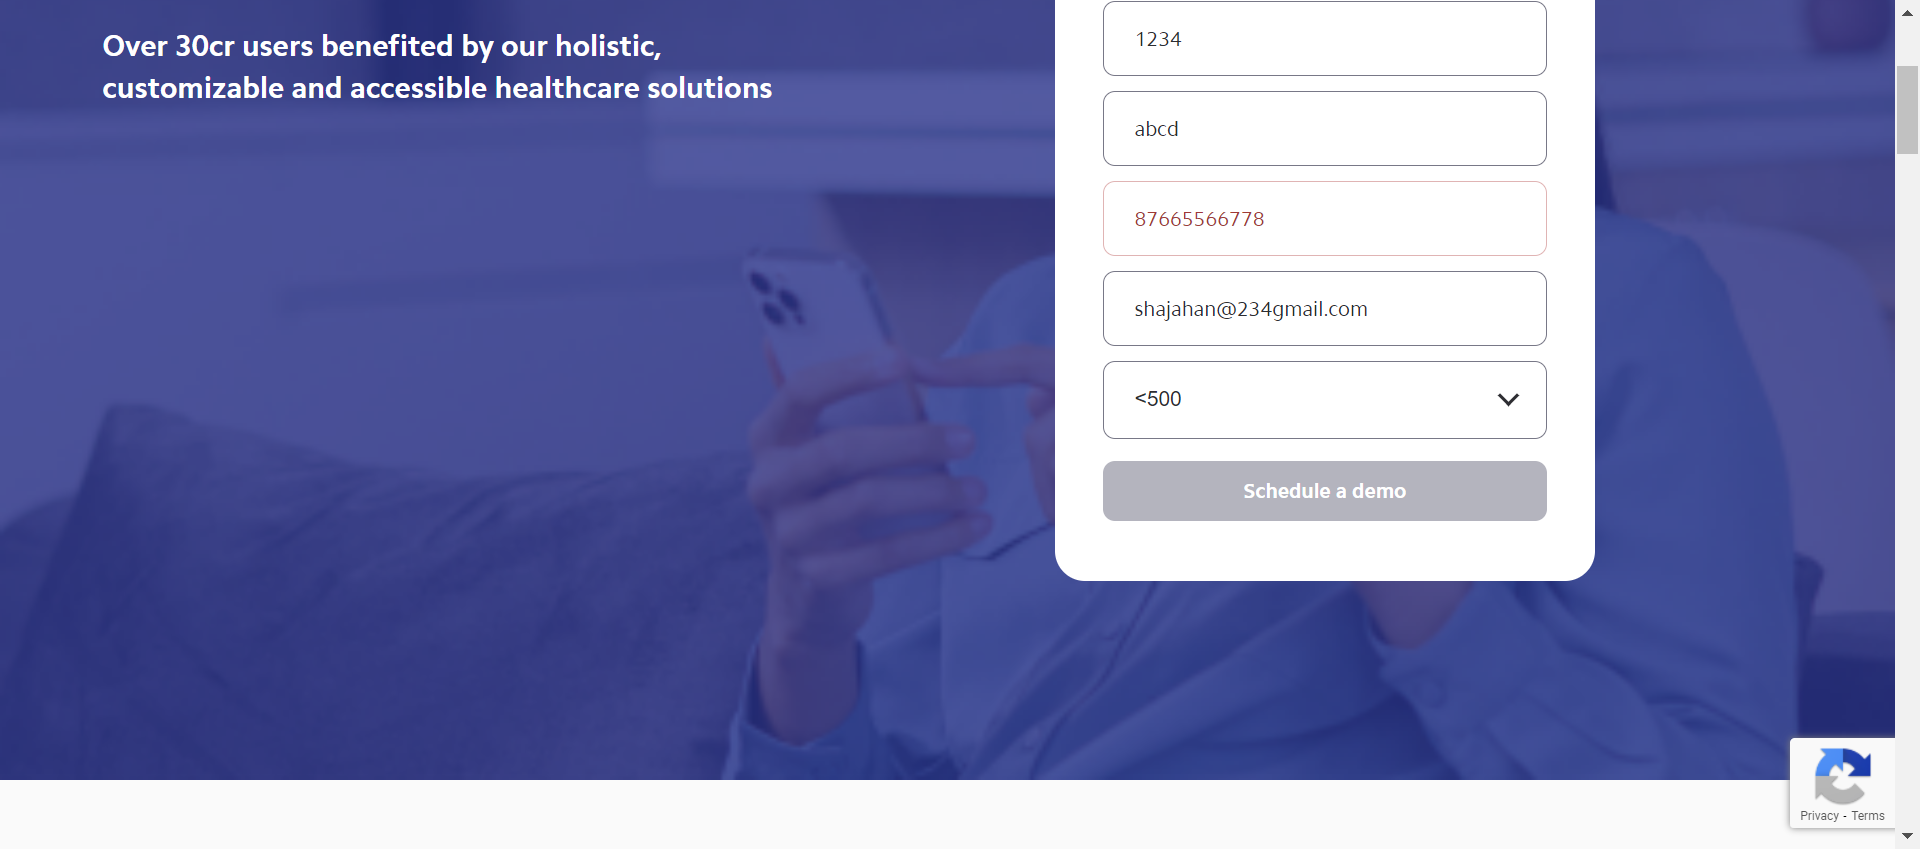 Over 30cr users benefited by our holistic,
customizable and accessible healthcare solutions
1234
abcd
87665566778
shajahan@234gmail.com
<500
Schedule a demo
Privacy - Terms